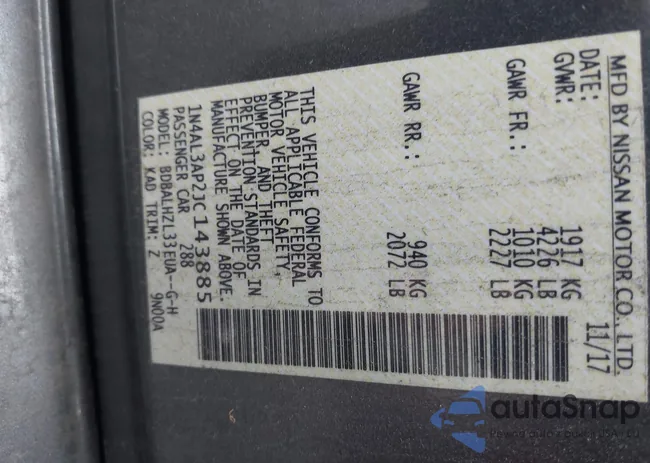 MFD BY NISSAN MOTOR CO., LTD.
DATE: 11/17
GVWR: 1917 KG
4226 LB
GAWR FR.: 1010 KG
2227 LB
GAWR RR.: 940 KG
2072 LB
THIS VEHICLE CONFORMS TO
ALL APPLICABLE FEDERAL
MOTOR VEHICLE SAFETY,
BUMPER, AND THEFT
PREVENTION STANDARDS IN
EFFECT ON THE DATE OF
MANUFACTURE SHOWN ABOVE.
1N4AL3AP2JC143885
PASSENGER CAR 288
MODEL: BDBALHZL33EUA--G-H
COLOR: KAD TRIM: Z 9N00A
autoSnap